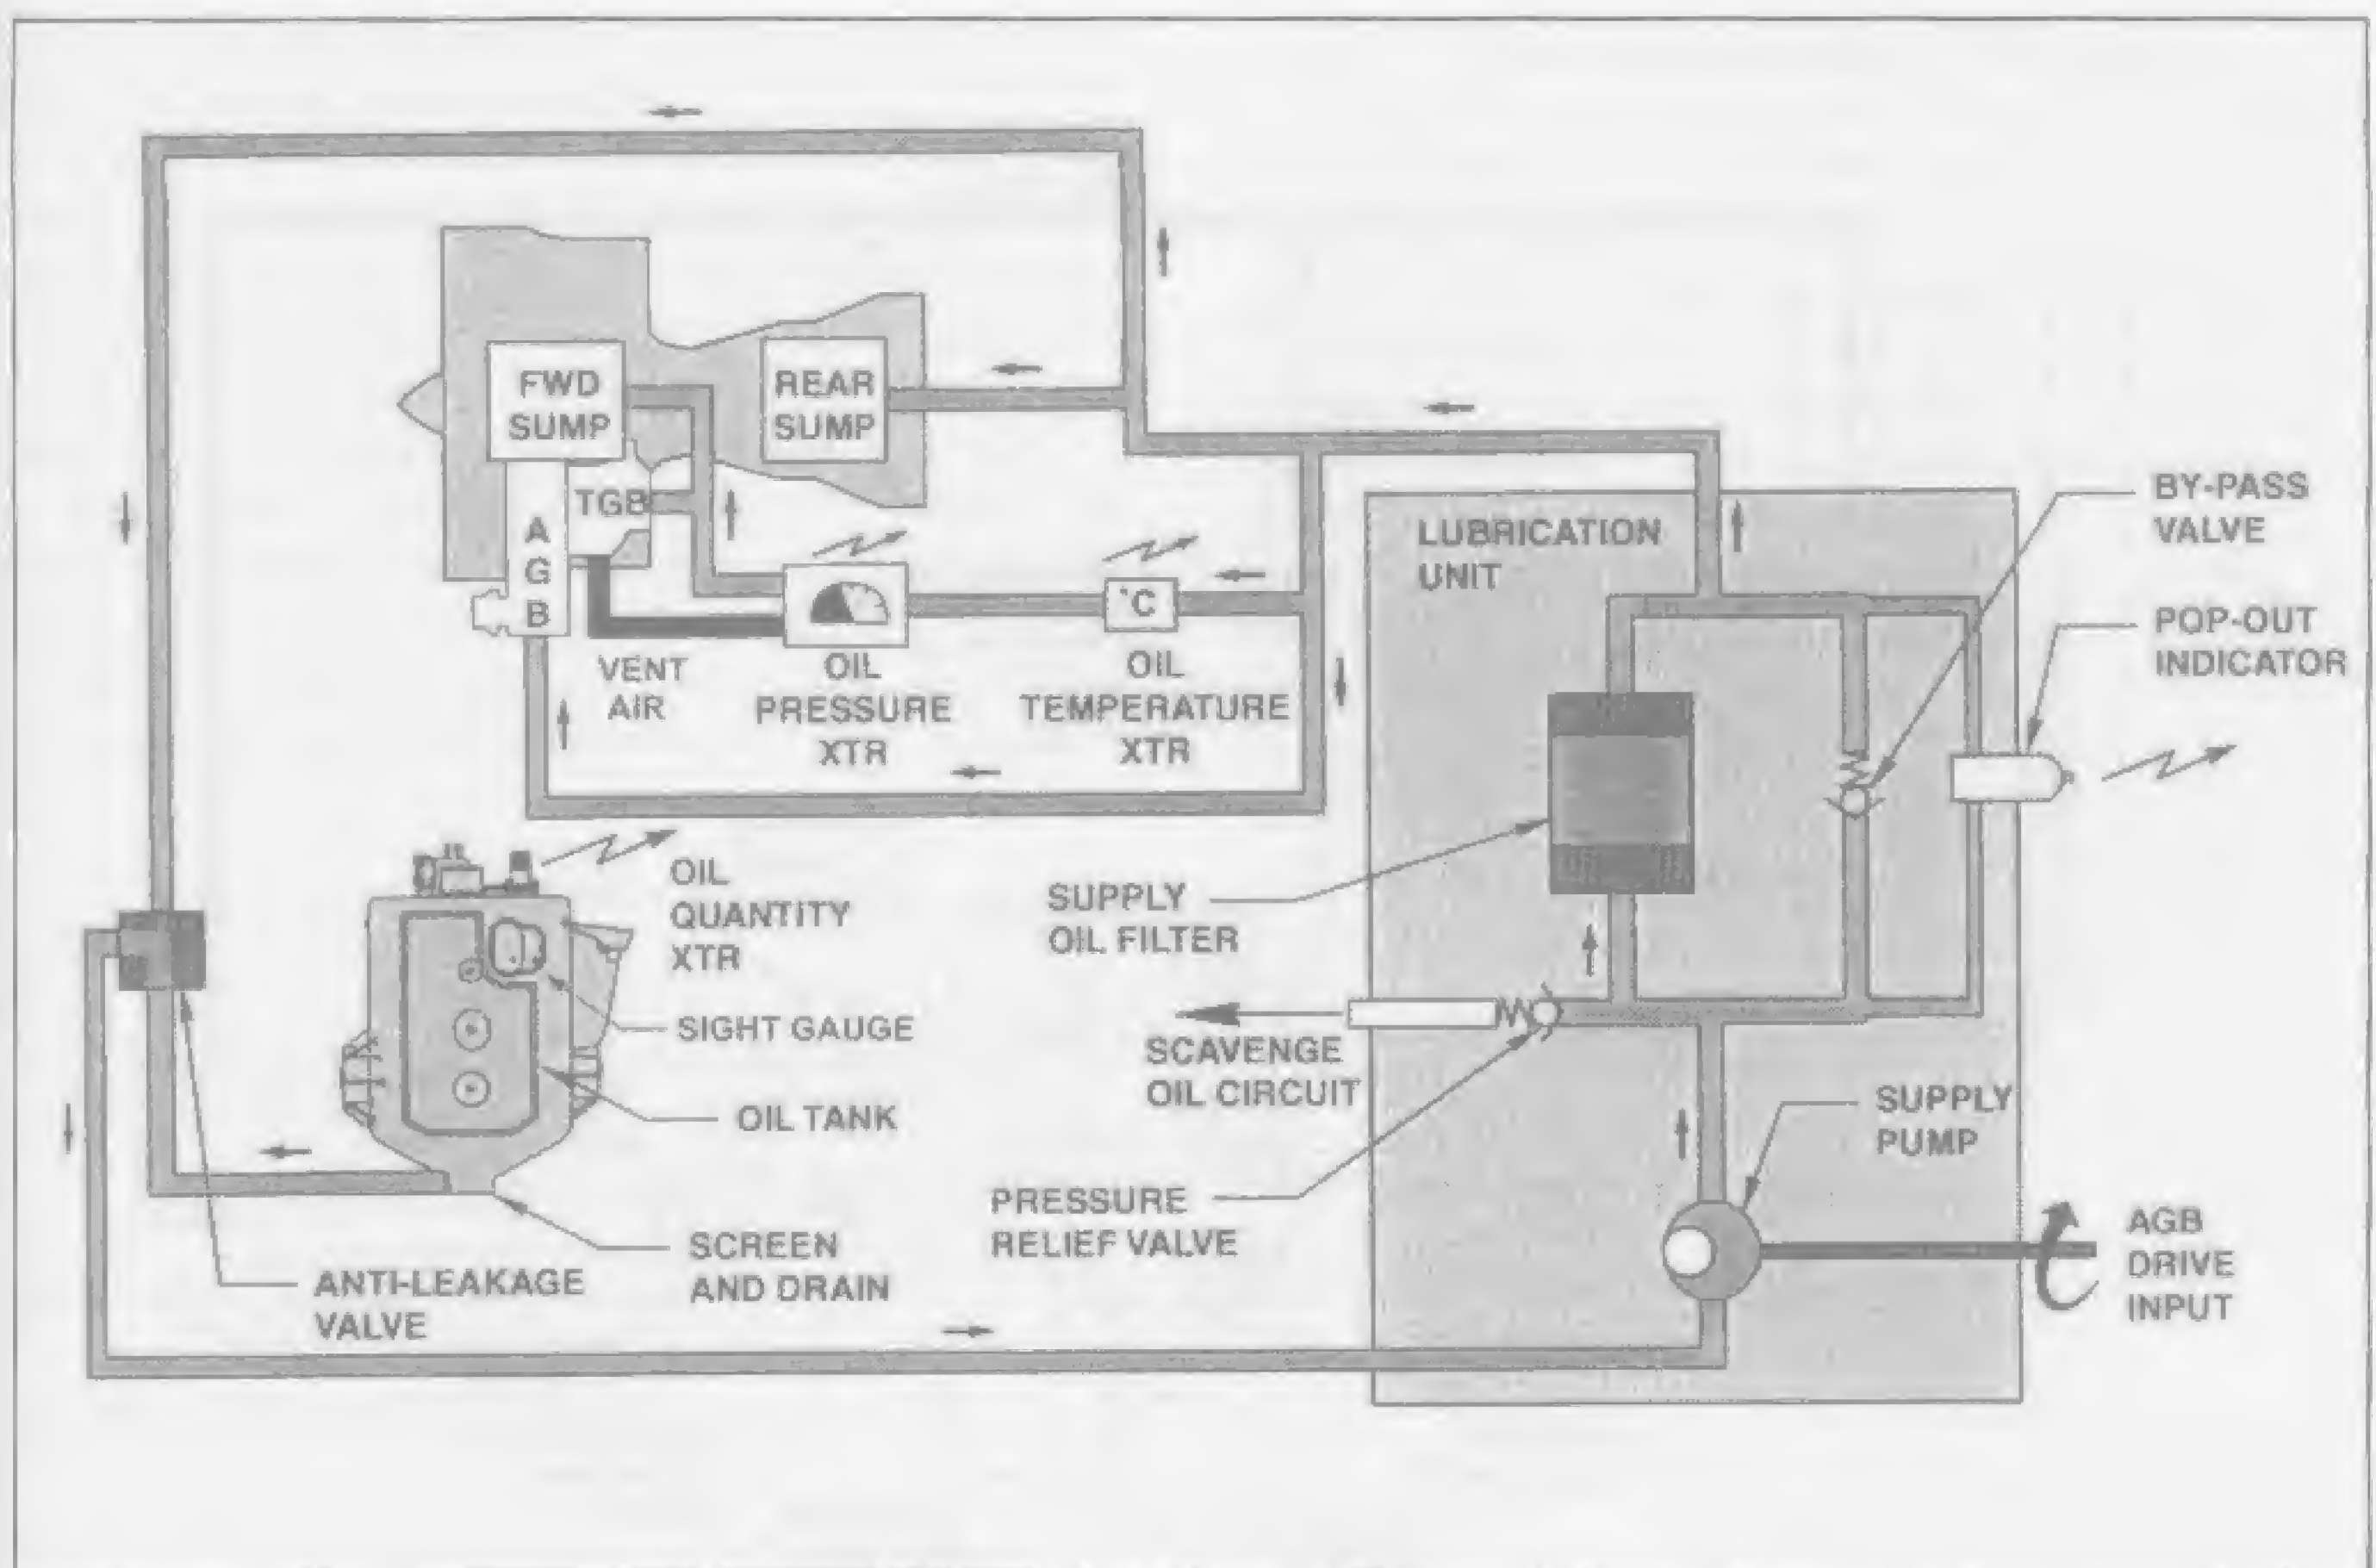 FWD
SUMP
REAR
SUMP
TGB
A
G
B
°C
VENT
AIR
OIL
PRESSURE
XTR
OIL
TEMPERATURE
XTR
LUBRICATION
UNIT
BY-PASS
VALVE
POP-OUT
INDICATOR
OIL
QUANTITY
XTR
SIGHT GAUGE
OIL TANK
SUPPLY
OIL FILTER
SCAVENGE
OIL CIRCUIT
SUPPLY
PUMP
PRESSURE
RELIEF VALVE
SCREEN
AND DRAIN
ANTI-LEAKAGE
VALVE
AGB
DRIVE
INPUT